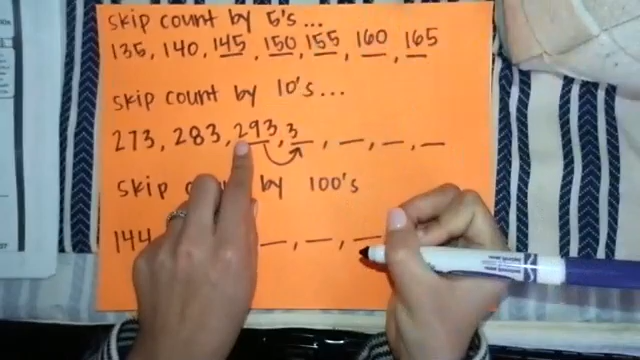 skip count by 5's...
135, 140, 145, 150, 155, 160, 165
skip count by 10's...
273, 283, 293, 3_, _, _, _
skip by 100's
144 _, _, _